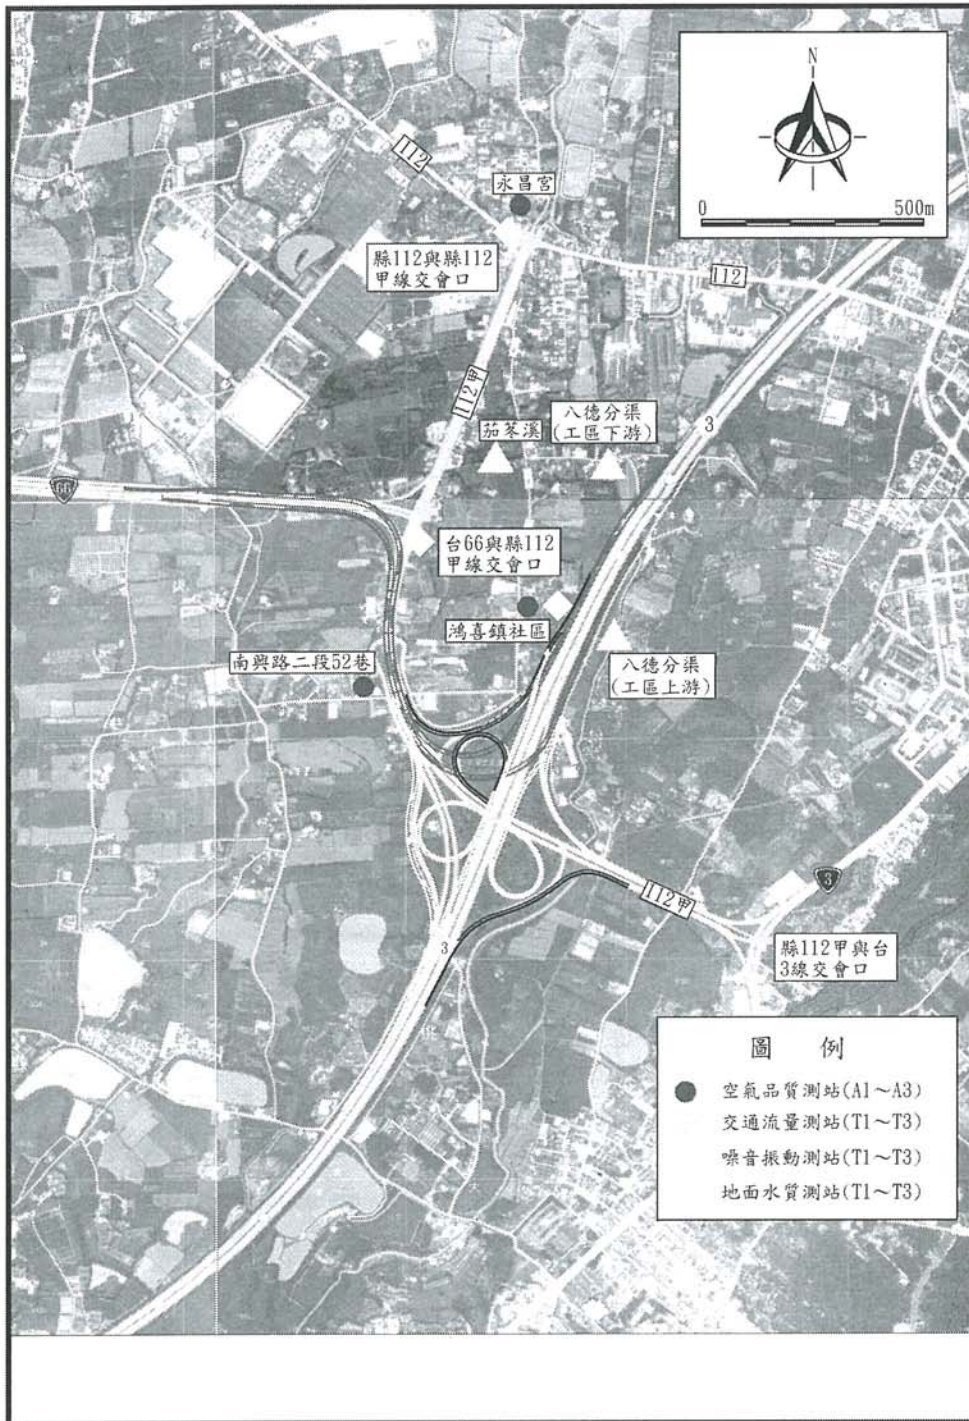 N
0 500m
112
永昌宮
縣112與縣112
甲線交會口
112
112甲
3
茄苳溪
八德分渠
(工區下游)
66
台66與縣112
甲線交會口
鴻喜鎮社區
南興路二段52巷
八德分渠
(工區上游)
3
112甲
3
縣112甲與台
3線交會口
圖 例
空氣品質測站(A1～A3)
交通流量測站(T1～T3)
噪音振動測站(T1～T3)
地面水質測站(T1～T3)